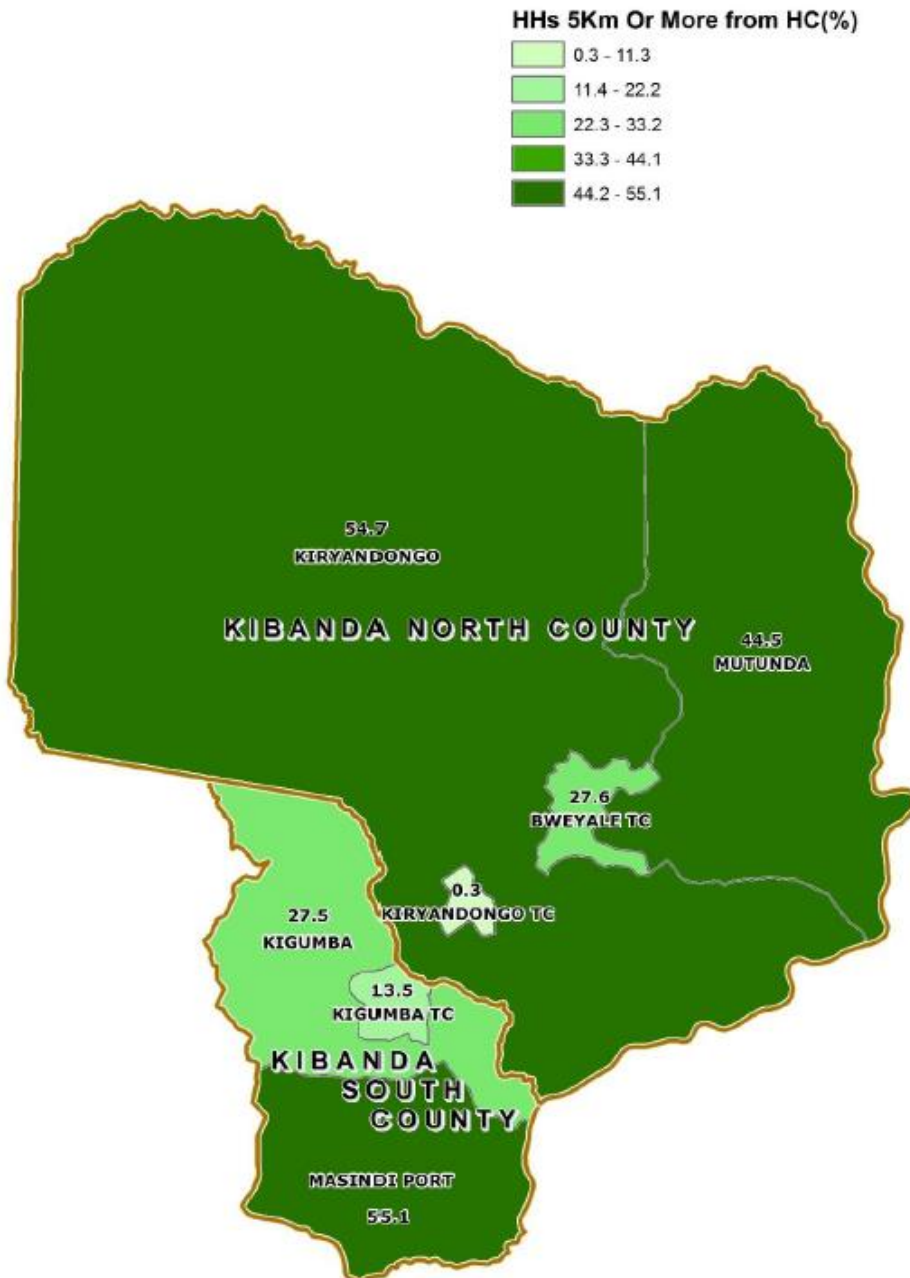 HHs 5Km Or More from HC(%)
0.3 - 11.3
11.4 - 22.2
22.3 - 33.2
33.3 - 44.1
44.2 - 55.1
54.7
KIRYANDONGO
KIBANDA NORTH COUNTY
44.5
MUTUNDA
27.6
BWEYALE TC
0.3
KIRYANDONGO TC
27.5
KIGUMBA
13.5
KIGUMBA TC
KIBANDA
SOUTH
COUNTY
MASINDI PORT
55.1